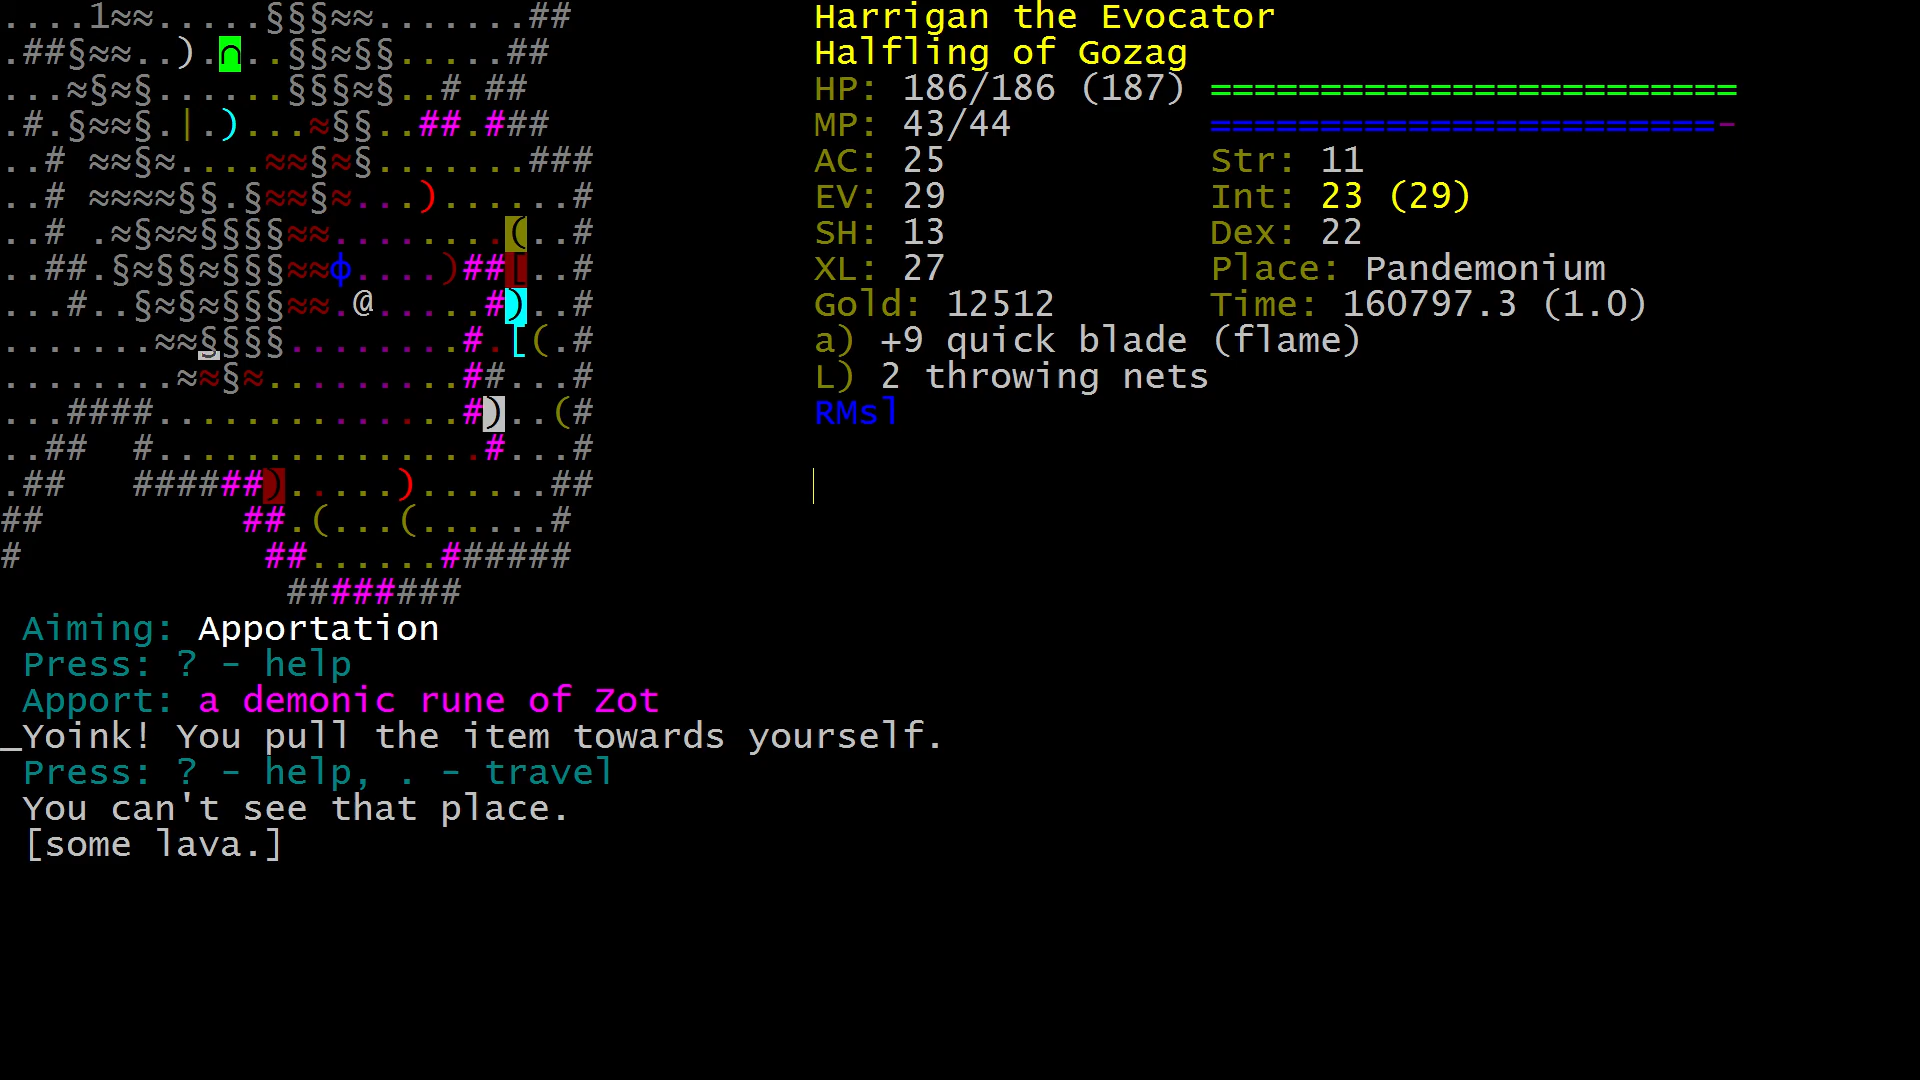 Harrigan the Evocator
Halfling of Gozag
HP: 186/186 (187) ========================
MP: 43/44 =======================-
AC: 25 Str: 11
EV: 29 Int: 23 (29)
SH: 13 Dex: 22
XL: 27 Place: Pandemonium
Gold: 12512 Time: 160797.3 (1.0)
a) +9 quick blade (flame)
L) 2 throwing nets
RMsl
Aiming: Apportation
Press: ? - help
Apport: a demonic rune of Zot
_Yoink! You pull the item towards yourself.
Press: ? - help, . - travel
You can't see that place.
[some lava.]